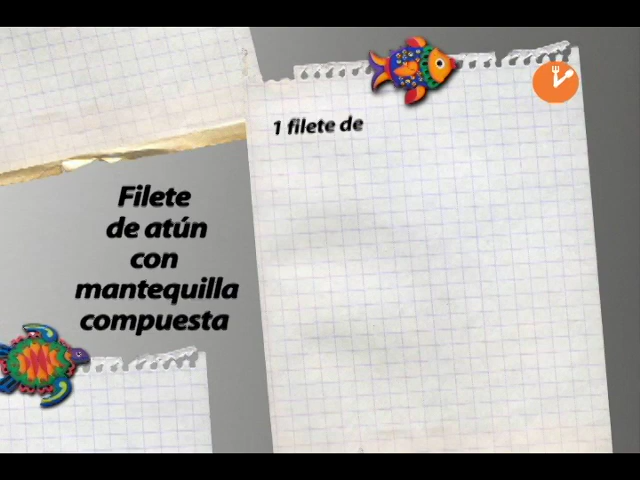 1 filete de
Filete
de atún
con
mantequilla
compuesta